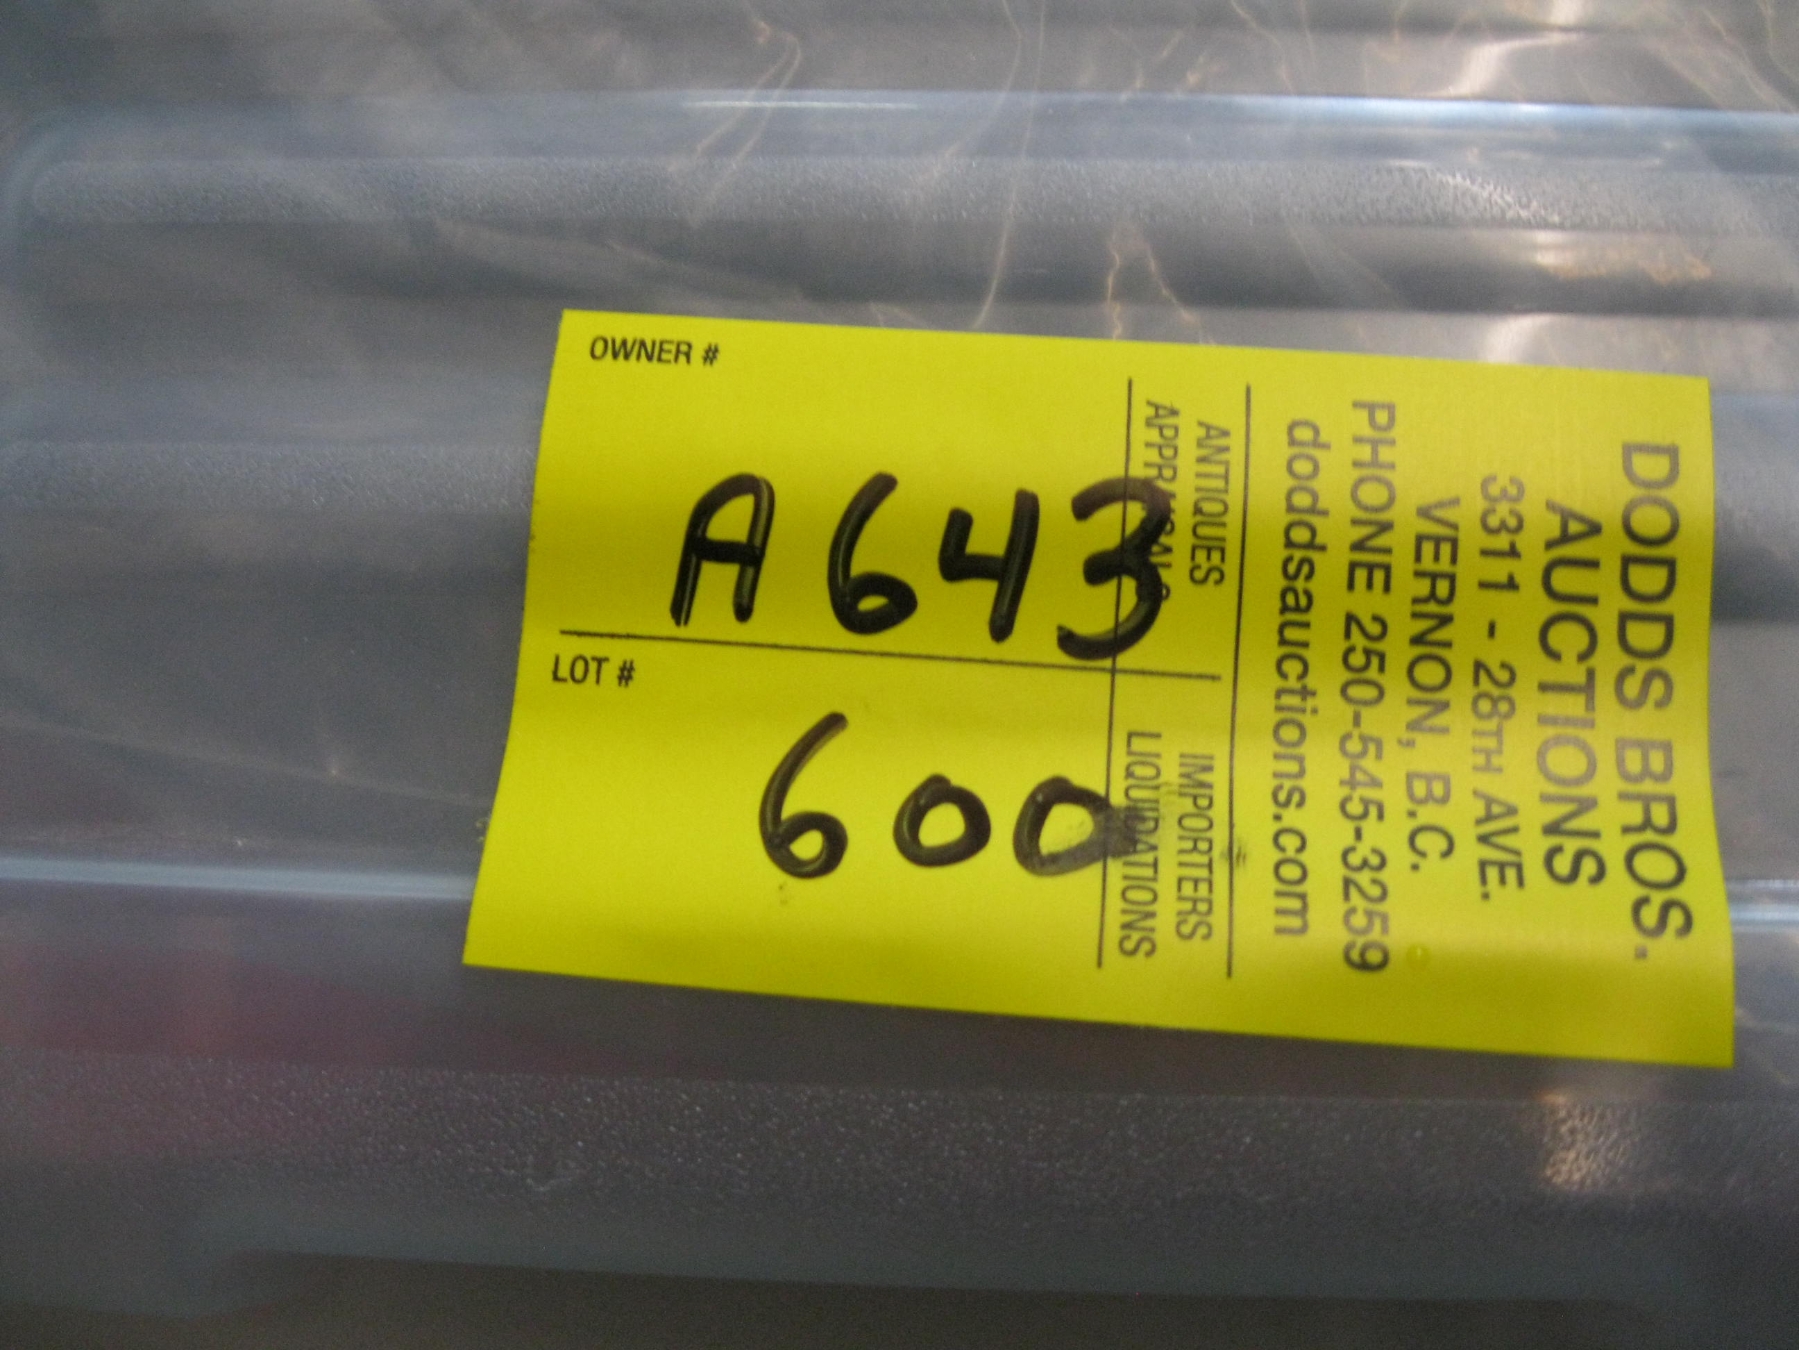 DODDS BROS.
AUCTIONS
3311 - 28TH AVE.
VERNON, B.C.
PHONE 250-545-3259
doddsauctions.com
ANTIQUES IMPORTERS
APPRAISALS LIQUIDATIONS
OWNER #
A643
LOT #
600